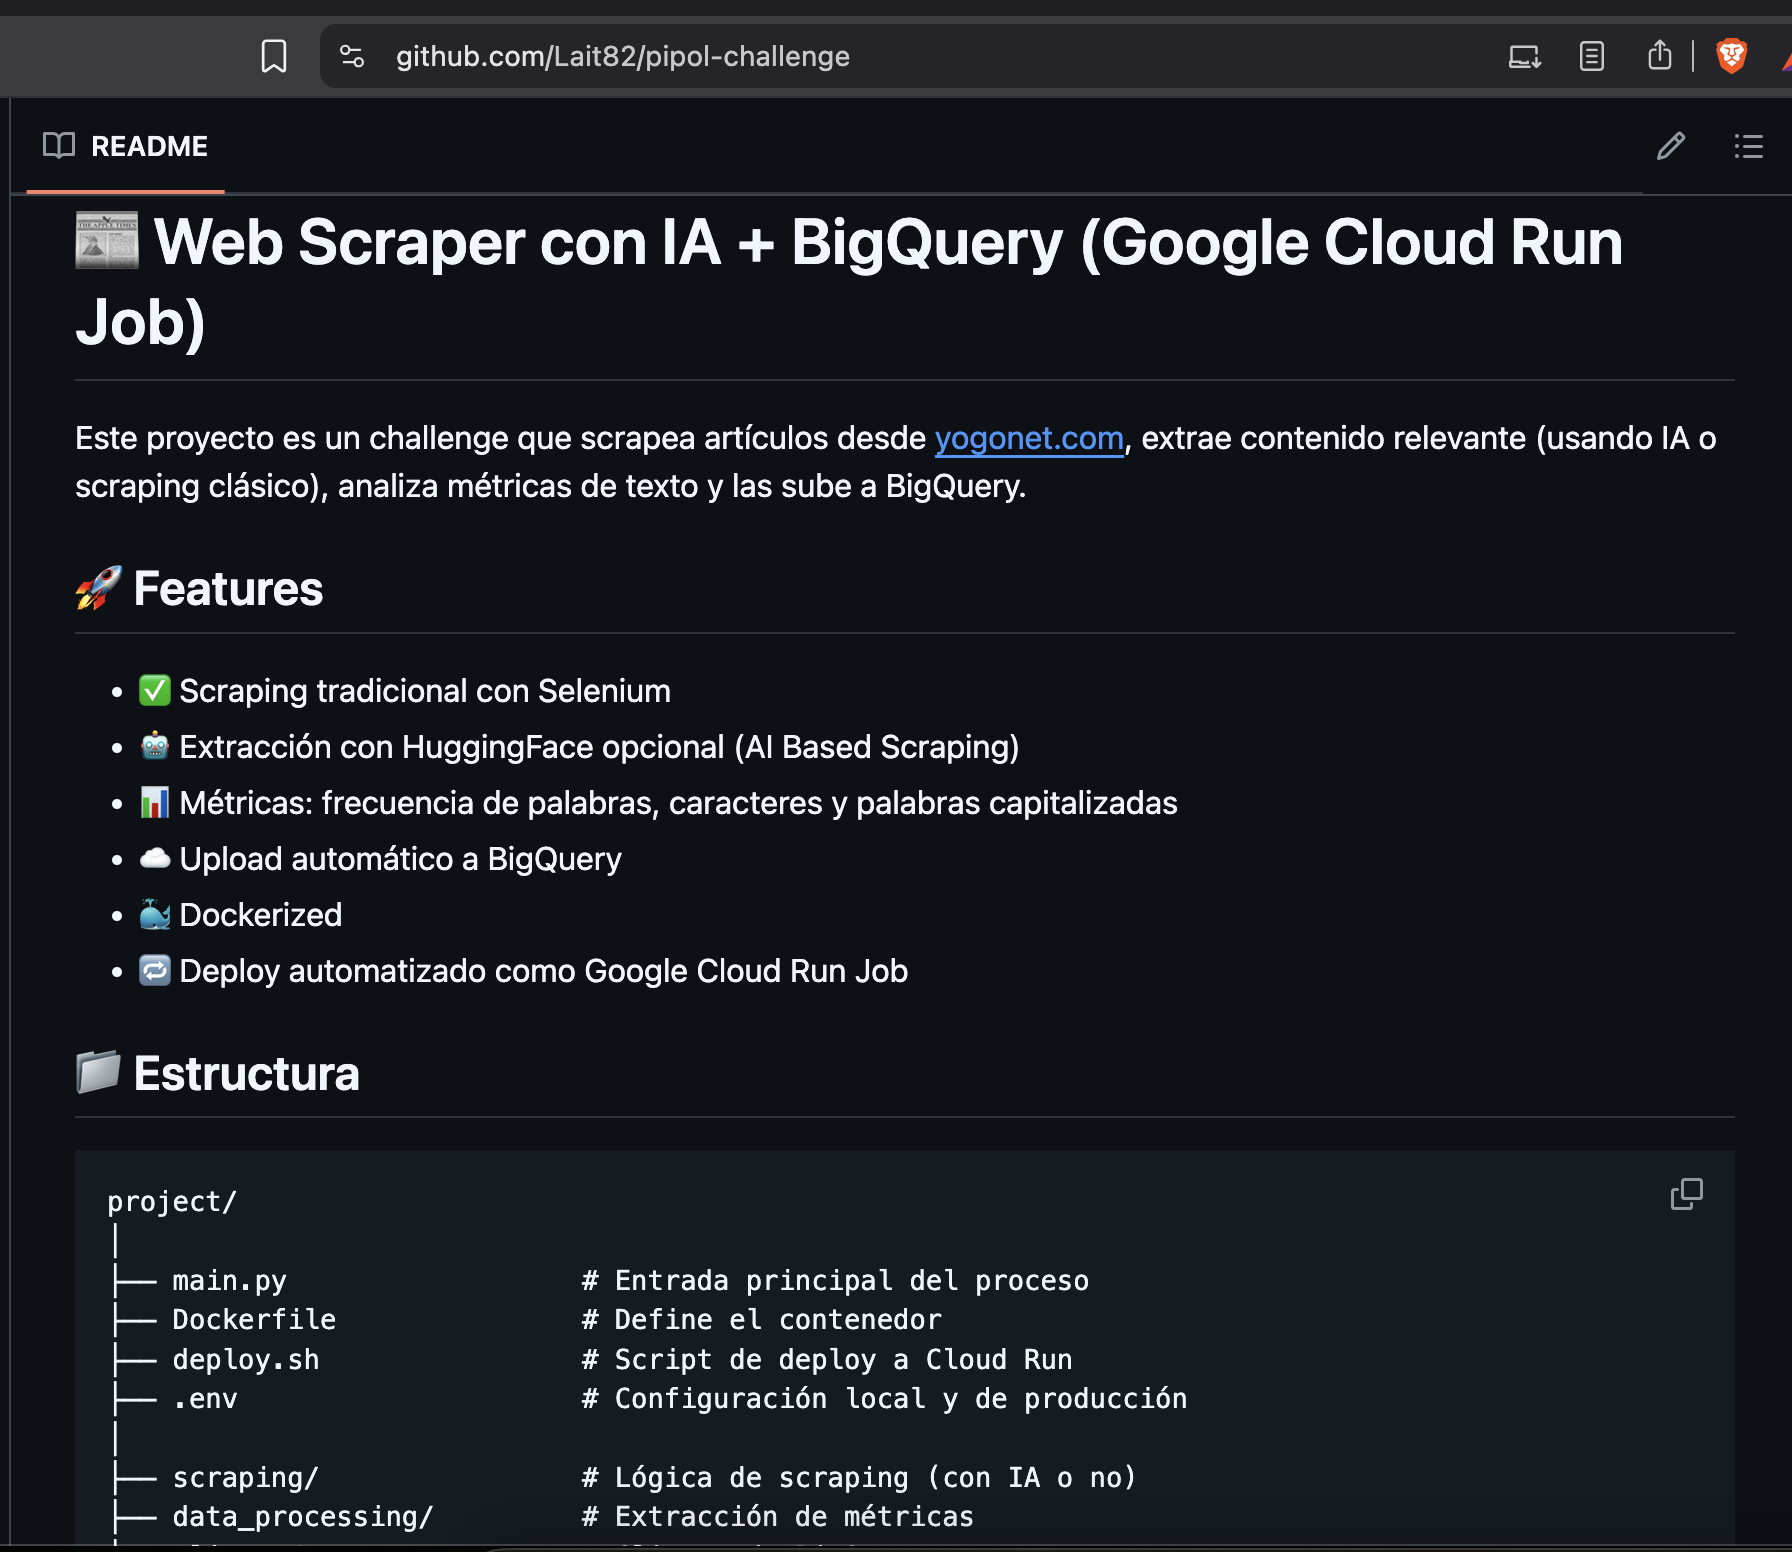 github.com/Lait82/pipol-challenge
README
Web Scraper con IA + BigQuery (Google Cloud Run
Job)
Este proyecto es un challenge que scrapea artículos desde yogonet.com, extrae contenido relevante (usando IA o
scraping clásico), analiza métricas de texto y las sube a BigQuery.
🚀 Features
• ✅ Scraping tradicional con Selenium
• 🤖 Extracción con HuggingFace opcional (AI Based Scraping)
• 📊 Métricas: frecuencia de palabras, caracteres y palabras capitalizadas
• ☁️ Upload automático a BigQuery
• 🐳 Dockerized
• 🔁 Deploy automatizado como Google Cloud Run Job
📁 Estructura
project/
│
├── main.py # Entrada principal del proceso
├── Dockerfile # Define el contenedor
├── deploy.sh # Script de deploy a Cloud Run
├── .env # Configuración local y de producción
│
├── scraping/ # Lógica de scraping (con IA o no)
├── data_processing/ # Extracción de métricas